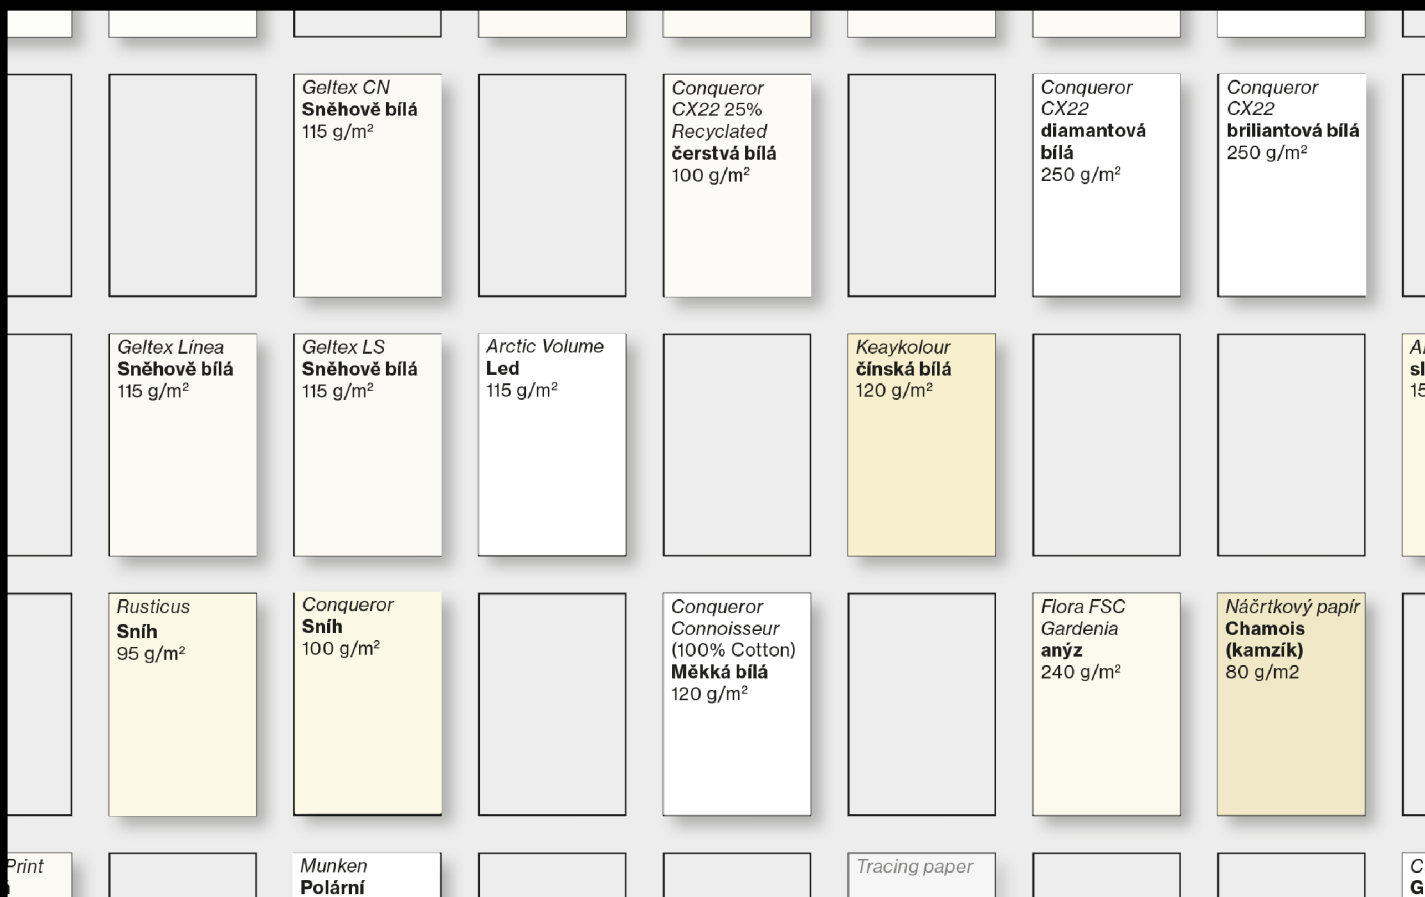 Geltex CN
Sněhově bílá
115 g/m²
Conqueror
CX22 25%
Recyclated
čerstvá bílá
100 g/m²
Conqueror
CX22
diamantová
bílá
250 g/m²
Conqueror
CX22
briliantová bílá
250 g/m²
Geltex Línea
Sněhově bílá
115 g/m²
Geltex LS
Sněhově bílá
115 g/m²
Arctic Volume
Led
115 g/m²
Keaykolour
čínská bílá
120 g/m²
Rusticus
Sníh
95 g/m²
Conqueror
Sníh
100 g/m²
Conqueror
Connoisseur
(100% Cotton)
Měkká bílá
120 g/m²
Flora FSC
Gardenia
anýz
240 g/m²
Náčrtkový papír
Chamois
(kamzík)
80 g/m2
Print
Munken
Polární
Tracing paper